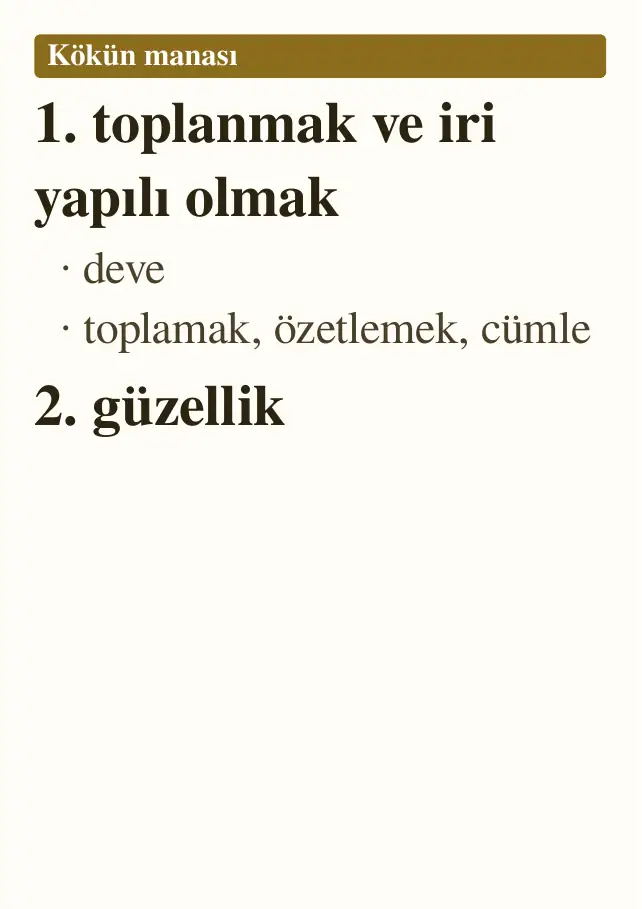 Kökün manası
1. toplanmak ve iri
yapılı olmak
· deve
· toplamak, özetlemek, cümle
2. güzellik